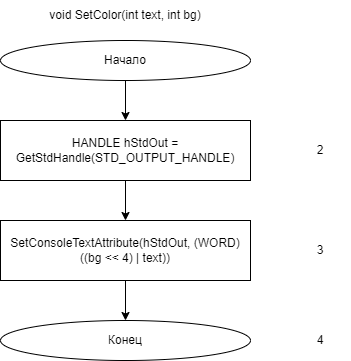 void SetColor(int text, int bg)
Начало
HANDLE hStdOut =
GetStdHandle(STD_OUTPUT_HANDLE)
2
SetConsoleTextAttribute(hStdOut, (WORD)
((bg << 4) | text))
3
Конец
4